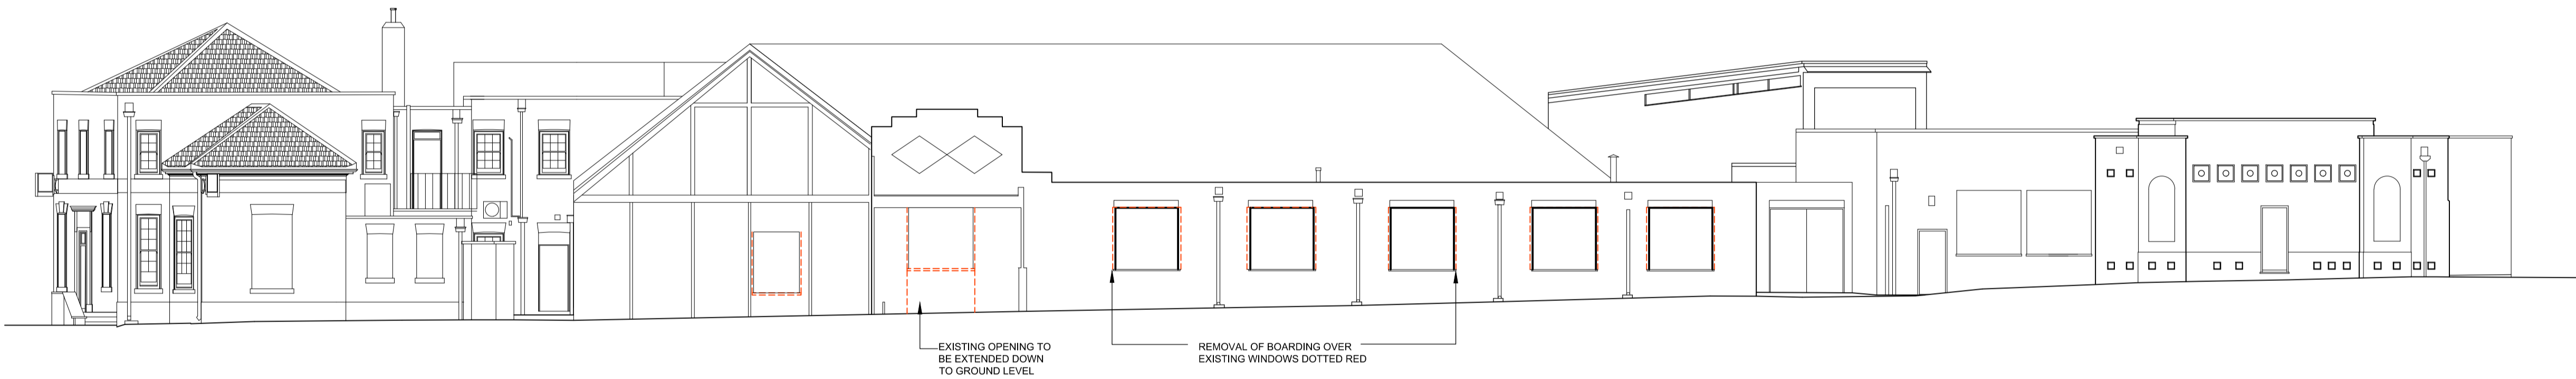 EXISTING OPENING TO
BE EXTENDED DOWN
TO GROUND LEVEL
REMOVAL OF BOARDING OVER
EXISTING WINDOWS DOTTED RED